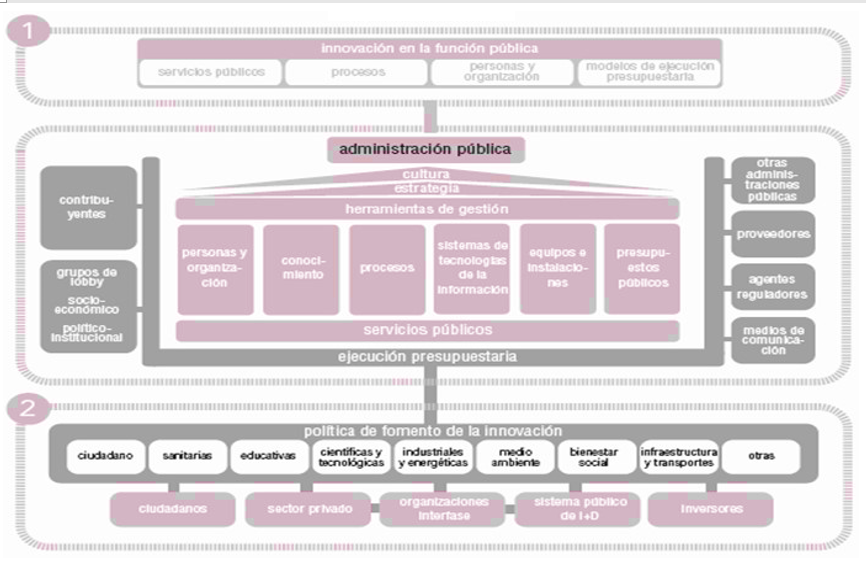 1
innovación en la función pública
servicios públicos
procesos
personas y
organización
modelos de ejecución
presupuestaria
administración pública
cultura
estrategia
herramientas de gestión
contribu-
yentes
grupos de
lobby
socio-
económico
político-
institucional
personas y
organiza-
ción
conoci-
miento
procesos
sistemas de
tecnologías
de la
información
equipos e
instalacio-
nes
presupu-
estos
públicos
otras
adminis-
traciones
públicas
proveedores
agentes
reguladores
medios de
comunica-
ción
servicios públicos
ejecución presupuestaria
2
política de fomento de la innovación
ciudadano
sanitarias
educativas
científicas y
tecnológicas
industriales
y energéticas
medio
ambiente
bienestar
social
infraestructura
y transportes
otras
ciudadanos
sector privado
organizaciones
interfase
sistema público
de I+D
inversores